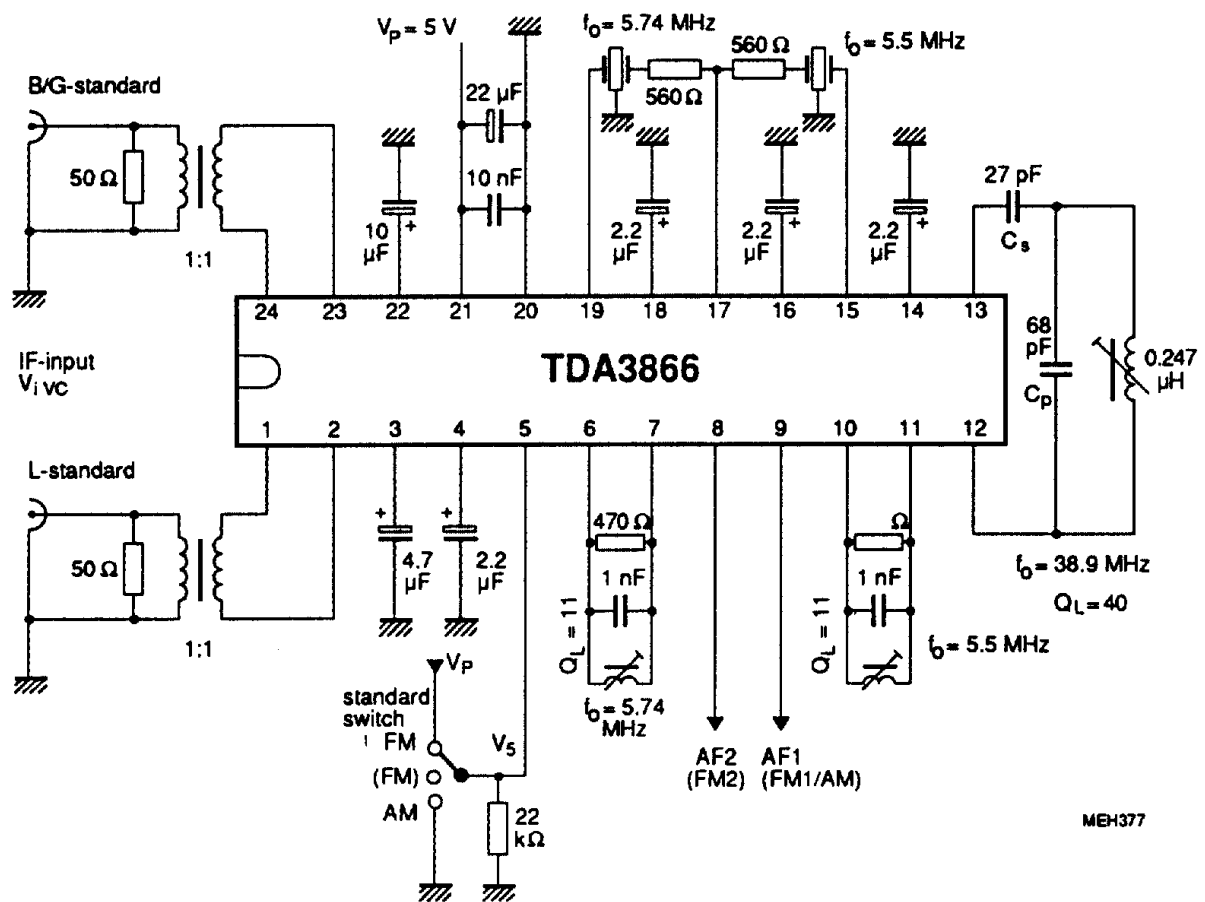 V_P = 5 V
f_o = 5.74 MHz
560 Ω
f_o = 5.5 MHz
B/G-standard
22 µF
560 Ω
50 Ω
10 nF
27 pF
10
µF
+
2.2
µF
+
2.2
µF
+
2.2
µF
+
C_s
1:1
24 23 22 21 20 19 18 17 16 15 14 13
IF-input
V_i VC
TDA3866
68
pF
C_p
0.247
µH
1 2 3 4 5 6 7 8 9 10 11 12
L-standard
50 Ω
+
4.7
µF
+
2.2
µF
470 Ω
Ω
1 nF
1 nF
f_o = 38.9 MHz
Q_L = 40
Q_L = 11
Q_L = 11
1:1
f_o = 5.5 MHz
V_P
standard
switch
FM
V_5
f_o = 5.74
MHz
(FM)
AM
AF2
(FM2)
AF1
(FM1/AM)
22
kΩ
MEH377